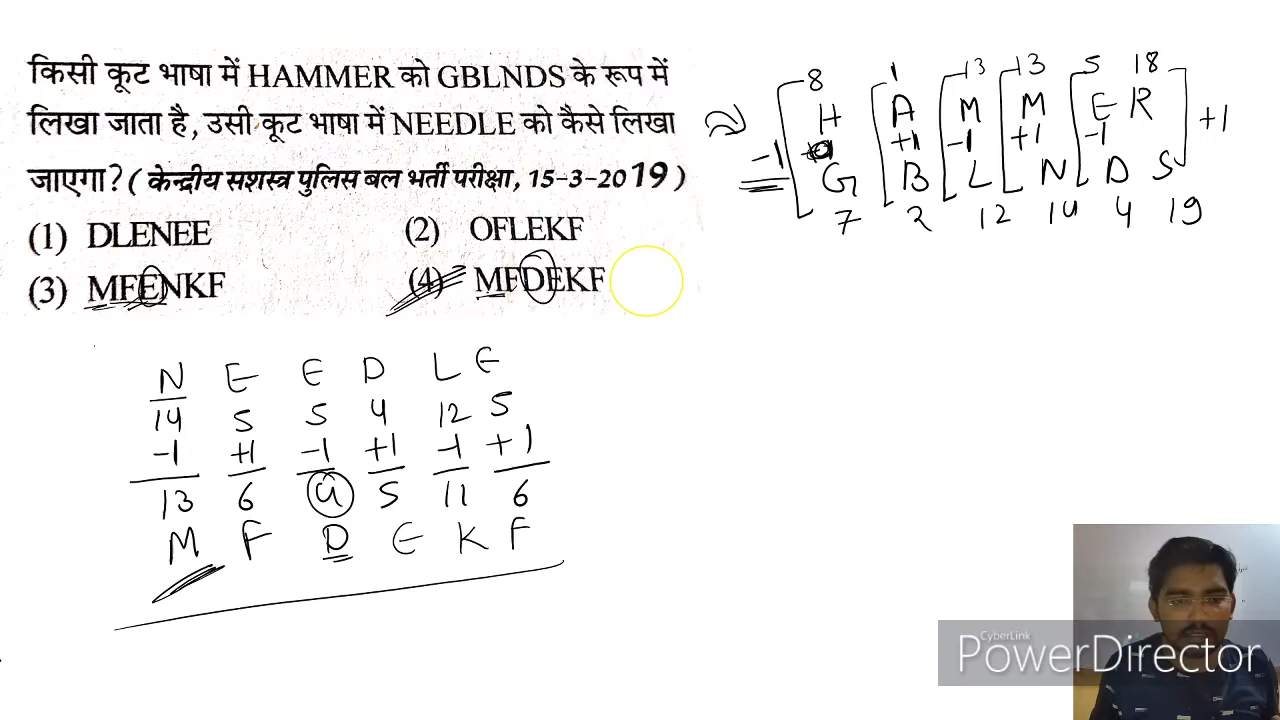 किसी कूट भाषा में HAMMER को GBLNDS के रूप में
लिखा जाता है, उसी कूट भाषा में NEEDLE को कैसे लिखा
जाएगा? ( केन्द्रीय सशस्त्र पुलिस बल भर्ती परीक्षा, 15-3-2019 )
(1) DLENEE (2) OFLEKF
(3) MFENKF (4) MFDEKF
8 1 13 13 5 18
H A M M E R
-1 +1 -1 +1 -1 +1
G B L N D S
7 2 12 14 4 19
N E E D L E
14 5 5 4 12 5
-1 +1 -1 +1 -1 +1
13 6 4 5 11 6
M F D E K F
CyberLink
PowerDirector